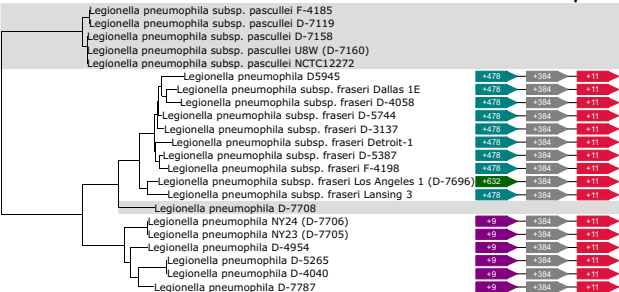 Legionella pneumophila subsp. pascullei F-4185
Legionella pneumophila subsp. pascullei D-7119
Legionella pneumophila subsp. pascullei D-7158
Legionella pneumophila subsp. pascullei U8W (D-7160)
Legionella pneumophila subsp. pascullei NCTC12272
Legionella pneumophila D5945 +478 +384 +11
Legionella pneumophila subsp. fraseri Dallas 1E +478 +384 +11
Legionella pneumophila subsp. fraseri D-4058 +478 +384 +11
Legionella pneumophila subsp. fraseri D-5744 +478 +384 +11
Legionella pneumophila subsp. fraseri D-3137 +478 +384 +11
Legionella pneumophila subsp. fraseri Detroit-1 +478 +384 +11
Legionella pneumophila subsp. fraseri D-5387 +478 +384 +11
Legionella pneumophila subsp. fraseri F-4198 +478 +384 +11
Legionella pneumophila subsp. fraseri Los Angeles 1 (D-7696) +632 +384 +11
Legionella pneumophila subsp. fraseri Lansing 3 +478 +384 +11
Legionella pneumophila D-7708
Legionella pneumophila NY24 (D-7706) +9 +384 +11
Legionella pneumophila NY23 (D-7705) +9 +384 +11
Legionella pneumophila D-4954 +9 +384 +11
Legionella pneumophila D-5265 +9 +384 +11
Legionella pneumophila D-4040 +9 +384 +11
Legionella pneumophila D-7787 +9 +384 +11